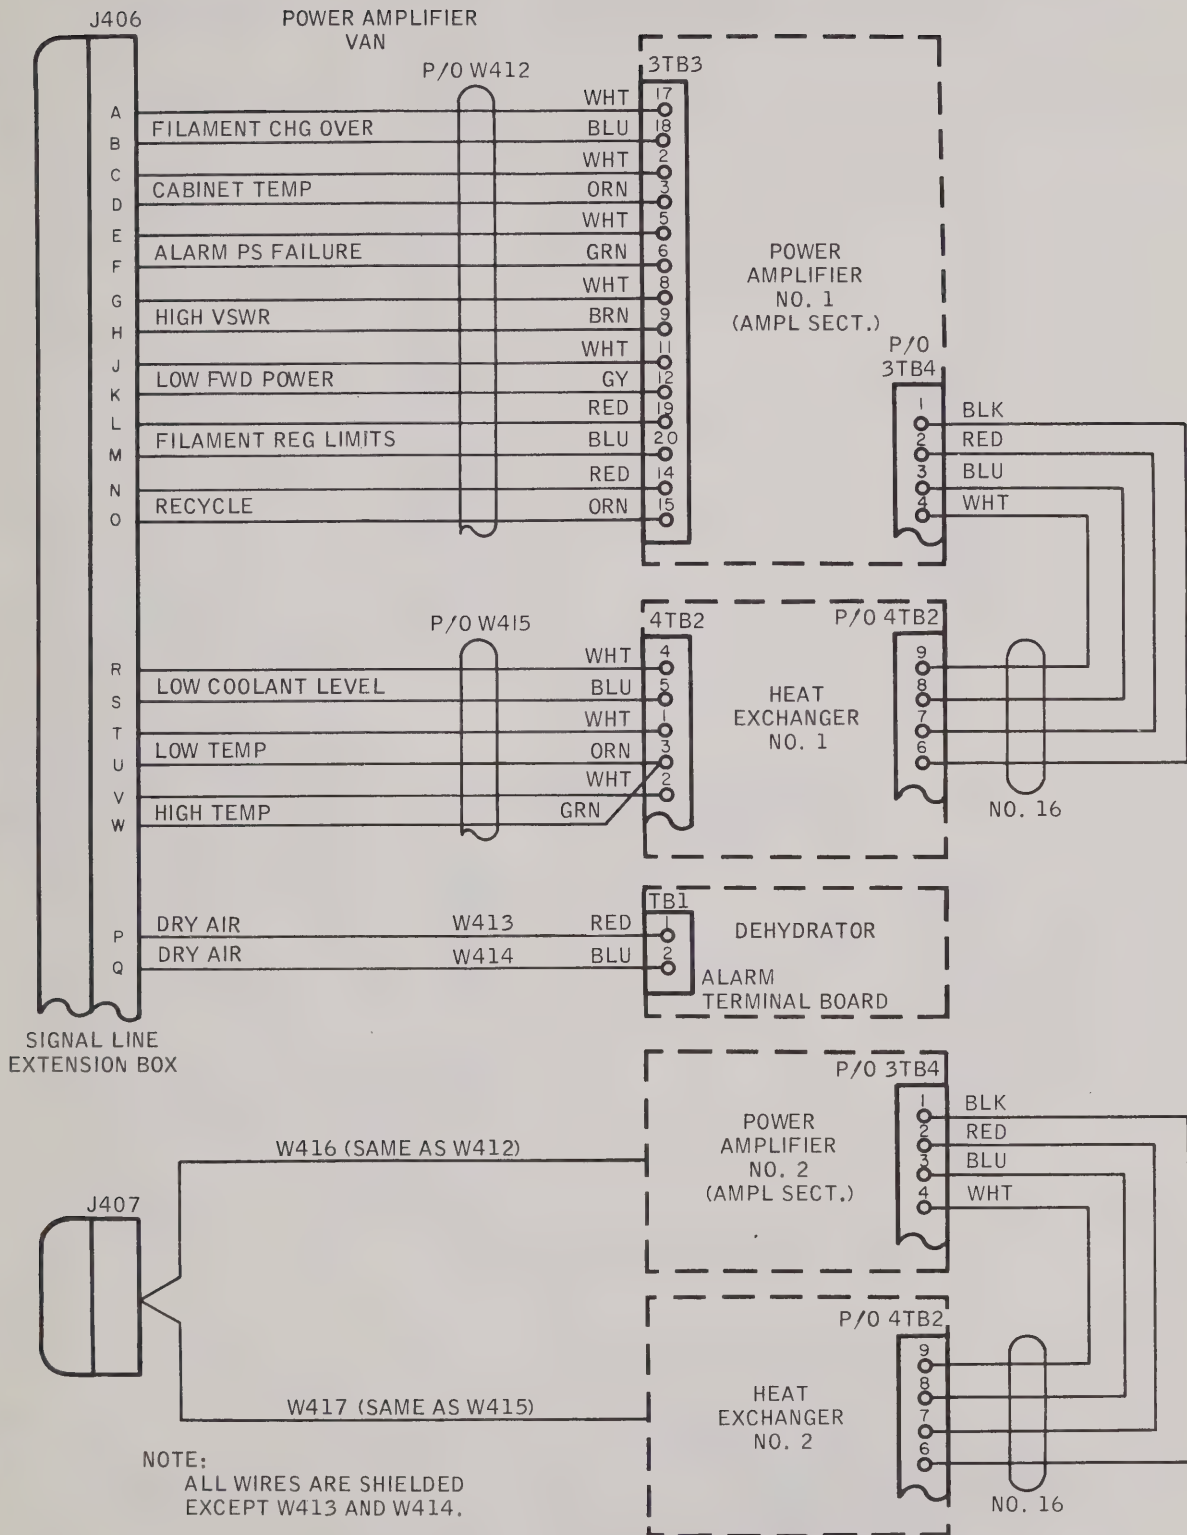 J406
POWER AMPLIFIER
VAN
P/O W412
3TB3
A
WHT
17
FILAMENT CHG OVER
B
BLU
18
C
WHT
2
CABINET TEMP
D
ORN
3
E
WHT
5
ALARM PS FAILURE
F
GRN
6
G
WHT
8
HIGH VSWR
H
BRN
9
J
WHT
11
LOW FWD POWER
K
GY
12
L
RED
19
FILAMENT REG LIMITS
M
BLU
20
N
RED
14
RECYCLE
O
ORN
15
POWER
AMPLIFIER
NO. 1
(AMPL SECT.)
P/O
3TB4
1
BLK
2
RED
3
BLU
4
WHT
P/O W415
4TB2
R
WHT
4
LOW COOLANT LEVEL
S
BLU
5
T
WHT
1
LOW TEMP
U
ORN
3
V
WHT
2
HIGH TEMP
W
GRN
HEAT
EXCHANGER
NO. 1
P/O 4TB2
9
8
7
6
NO. 16
TB1
P
DRY AIR
W413
RED
1
Q
DRY AIR
W414
BLU
2
DEHYDRATOR
ALARM
TERMINAL BOARD
SIGNAL LINE
EXTENSION BOX
P/O 3TB4
POWER
AMPLIFIER
NO. 2
(AMPL SECT.)
1
BLK
2
RED
3
BLU
4
WHT
W416 (SAME AS W412)
J407
W417 (SAME AS W415)
P/O 4TB2
HEAT
EXCHANGER
NO. 2
9
8
7
6
NO. 16
NOTE:
ALL WIRES ARE SHIELDED
EXCEPT W413 AND W414.